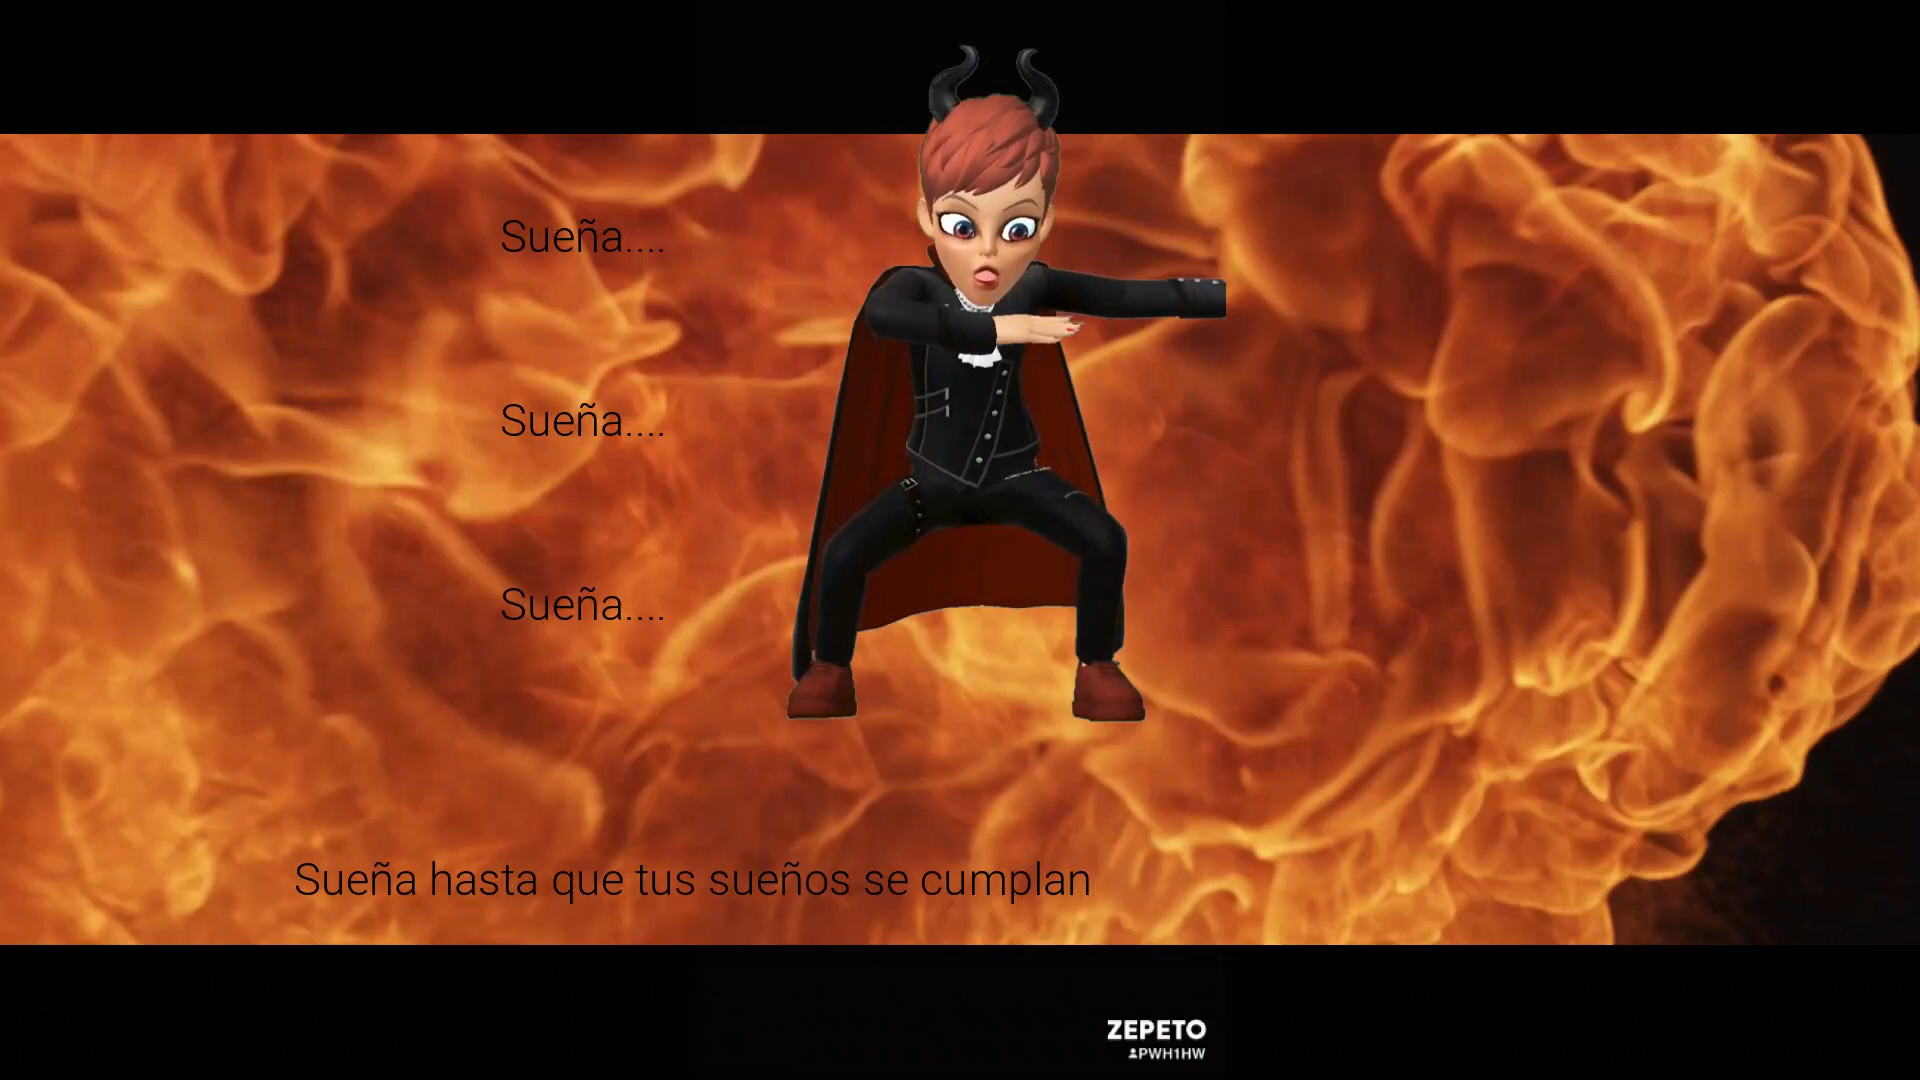 Sueña....
Sueña....
Sueña....
Sueña hasta que tus sueños se cumplan
ZEPETO
PWH1HW